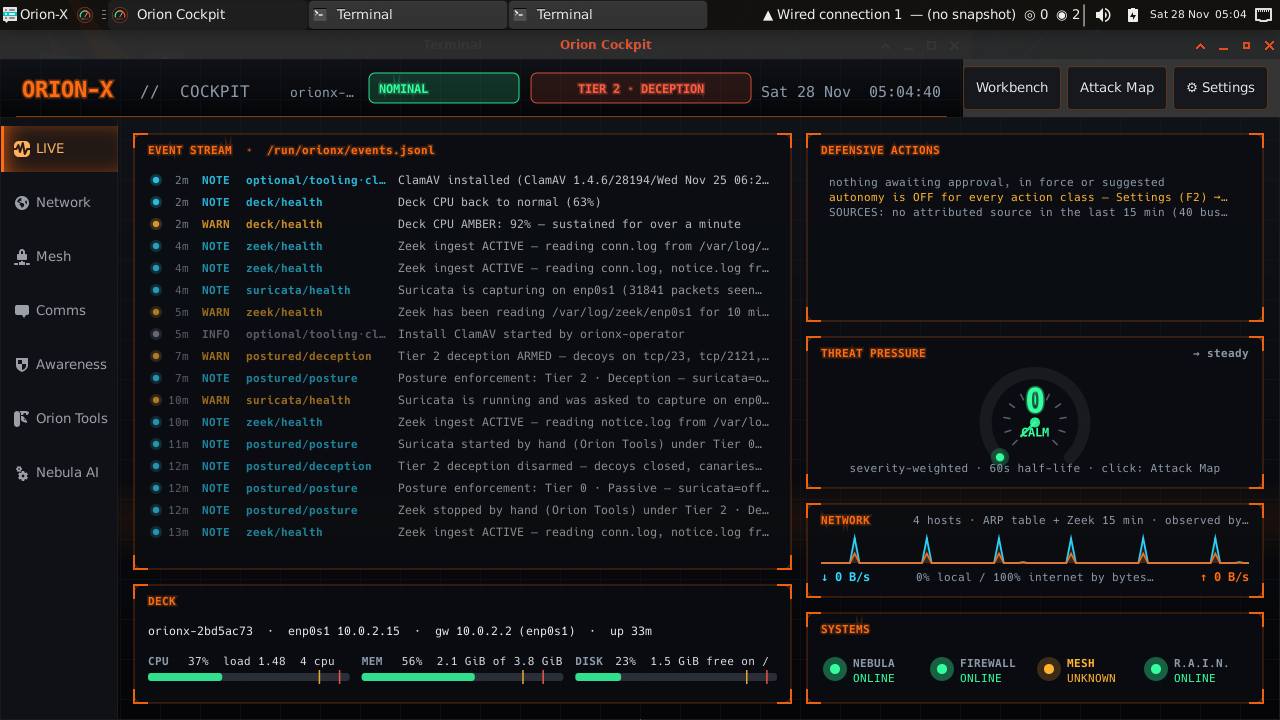 Orion-X
Orion Cockpit
Terminal
Terminal
▲ Wired connection 1 — (no snapshot) ◎ 0 ◉ 2
Sat 28 Nov 05:04
Terminal
Orion Cockpit
ORION-X // COCKPIT orionx-…
NOMINAL
TIER 2 · DECEPTION
Sat 28 Nov 05:04:40
Workbench
Attack Map
⚙ Settings
LIVE
Network
Mesh
Comms
Awareness
Orion Tools
Nebula AI
EVENT STREAM · /run/orionx/events.jsonl
2m NOTE optional/tooling·cl… ClamAV installed (ClamAV 1.4.6/28194/Wed Nov 25 06:2…
2m NOTE deck/health Deck CPU back to normal (63%)
2m WARN deck/health Deck CPU AMBER: 92% — sustained for over a minute
4m NOTE zeek/health Zeek ingest ACTIVE — reading conn.log from /var/log/…
4m NOTE zeek/health Zeek ingest ACTIVE — reading conn.log, notice.log fr…
4m NOTE suricata/health Suricata is capturing on enp0s1 (31841 packets seen…
5m WARN zeek/health Zeek has been reading /var/log/zeek/enp0s1 for 10 mi…
5m INFO optional/tooling·cl… Install ClamAV started by orionx-operator
7m WARN postured/deception Tier 2 deception ARMED — decoys on tcp/23, tcp/2121,…
7m NOTE postured/posture Posture enforcement: Tier 2 · Deception — suricata=o…
10m WARN suricata/health Suricata is running and was asked to capture on enp0…
10m NOTE zeek/health Zeek ingest ACTIVE — reading notice.log from /var/lo…
11m NOTE postured/posture Suricata started by hand (Orion Tools) under Tier 0…
12m NOTE postured/deception Tier 2 deception disarmed — decoys closed, canaries…
12m NOTE postured/posture Posture enforcement: Tier 0 · Passive — suricata=off…
12m NOTE postured/posture Zeek stopped by hand (Orion Tools) under Tier 2 · De…
13m NOTE zeek/health Zeek ingest ACTIVE — reading conn.log, notice.log fr…
DECK
orionx-2bd5ac73 · enp0s1 10.0.2.15 · gw 10.0.2.2 (enp0s1) · up 33m
CPU 37% load 1.48 4 cpu
MEM 56% 2.1 GiB of 3.8 GiB
DISK 23% 1.5 GiB free on /
DEFENSIVE ACTIONS
nothing awaiting approval, in force or suggested
autonomy is OFF for every action class — Settings (F2) →…
SOURCES: no attributed source in the last 15 min (40 bus…
THREAT PRESSURE → steady
0
CALM
severity-weighted · 60s half-life · click: Attack Map
NETWORK 4 hosts · ARP table + Zeek 15 min · observed by…
↓ 0 B/s 0% local / 100% internet by bytes… ↑ 0 B/s
SYSTEMS
NEBULA ONLINE
FIREWALL ONLINE
MESH UNKNOWN
R.A.I.N. ONLINE